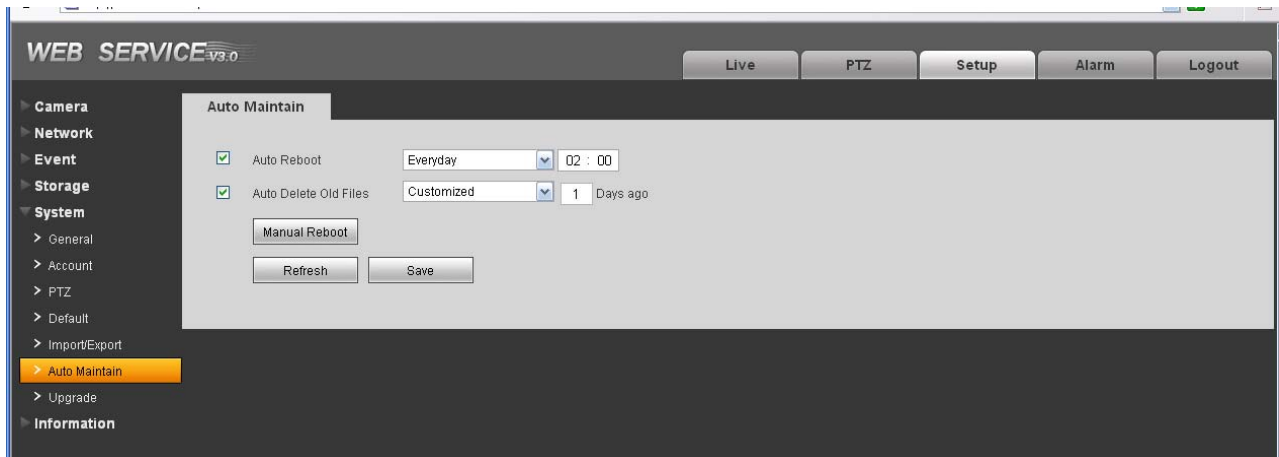 WEB SERVICE V3.0
Live PTZ Setup Alarm Logout
Camera
Network
Event
Storage
System
> General
> Account
> PTZ
> Default
> Import/Export
> Auto Maintain
> Upgrade
Information
Auto Maintain
Auto Reboot Everyday 02 : 00
Auto Delete Old Files Customized 1 Days ago
Manual Reboot
Refresh Save